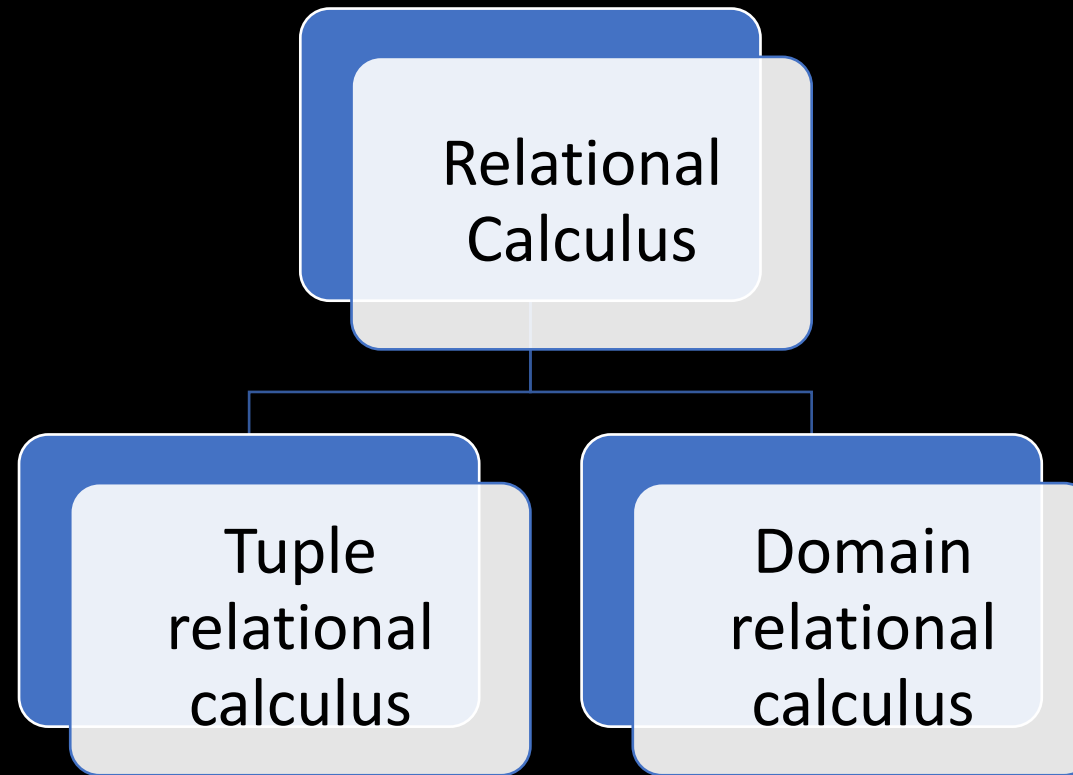 Relational
Calculus
Tuple
relational
calculus
Domain
relational
calculus